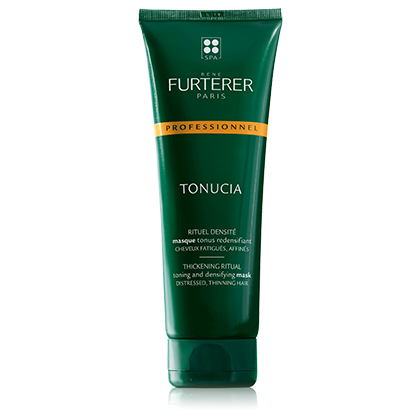 SPA
RENE
FURTERER
PARIS
PROFESSIONNEL
TONUCIA
RITUEL DENSITÉ
masque tonus redensifiant
CHEVEUX FATIGUÉS, AFFINÉS
THICKENING RITUAL
toning and densifying mask
DISTRESSED, THINNING HAIR